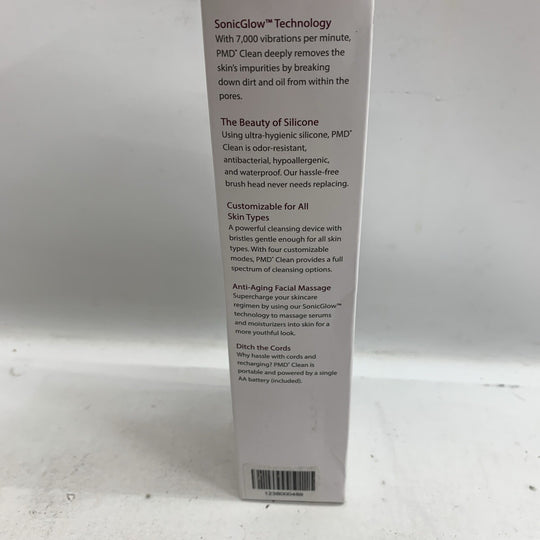 SonicGlow™ Technology
With 7,000 vibrations per minute,
PMD® Clean deeply removes the
skin's impurities by breaking
down dirt and oil from within the
pores.
The Beauty of Silicone
Using ultra-hygienic silicone, PMD®
Clean is odor-resistant,
antibacterial, hypoallergenic,
and waterproof. Our hassle-free
brush head never needs replacing.
Customizable for All
Skin Types
A powerful cleansing device with
bristles gentle enough for all skin
types. With four customizable
modes, PMD® Clean provides a full
spectrum of cleansing options.
Anti-Aging Facial Massage
Supercharge your skincare
regimen by using our SonicGlow™
technology to massage serums
and moisturizers into skin for a
more youthful look.
Ditch the Cords
Why hassle with cords and
recharging? PMD® Clean is
portable and powered by a single
AA battery (included).